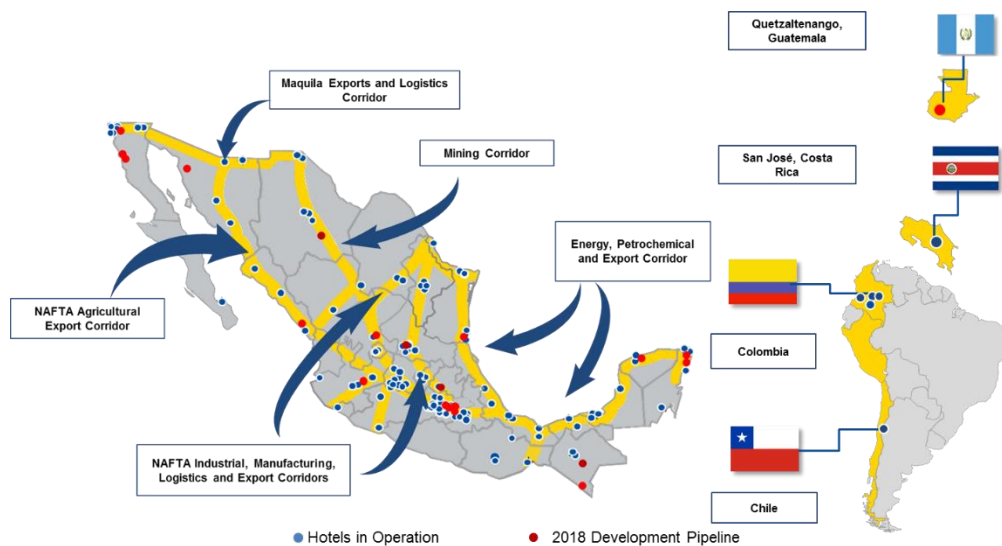 Quetzaltenango,
Guatemala
Maquila Exports and Logistics
Corridor
Mining Corridor
San José, Costa
Rica
Energy, Petrochemical
and Export Corridor
NAFTA Agricultural
Export Corridor
Colombia
NAFTA Industrial, Manufacturing,
Logistics and Export Corridors
Chile
Hotels in Operation
2018 Development Pipeline